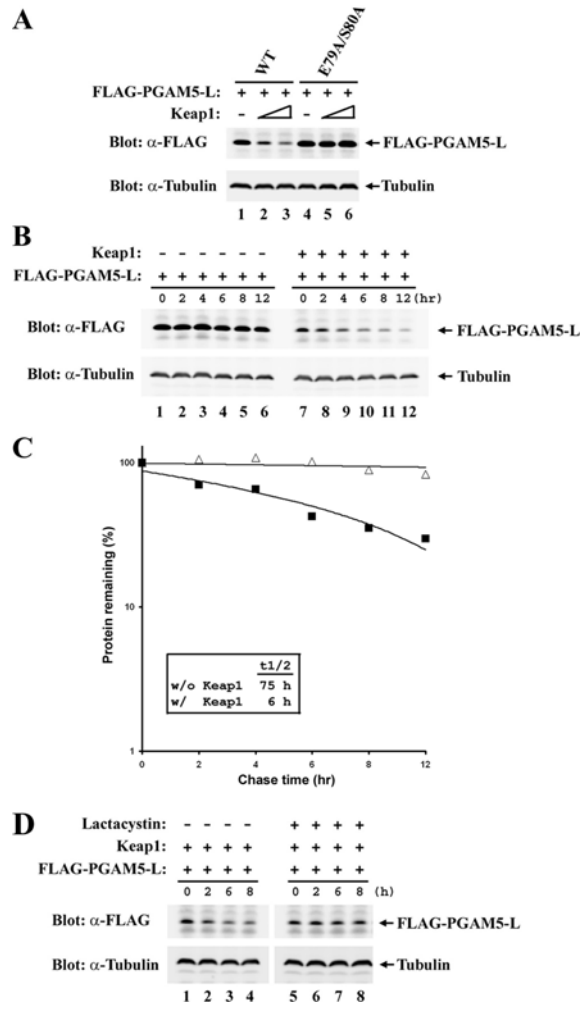 A
WT E79A/S80A
FLAG-PGAM5-L: + + + + + +
Keap1: - -
Blot: α-FLAG FLAG-PGAM5-L
Blot: α-Tubulin Tubulin
1 2 3 4 5 6
B
Keap1: - - - - - - + + + + + +
FLAG-PGAM5-L: + + + + + + + + + + + +
0 2 4 6 8 12 0 2 4 6 8 12 (hr)
Blot: α-FLAG FLAG-PGAM5-L
Blot: α-Tubulin Tubulin
1 2 3 4 5 6 7 8 9 10 11 12
C
100
10
1
Protein remaining (%)
t1/2
w/o Keap1 75 h
w/ Keap1 6 h
0 2 4 6 8 12
Chase time (hr)
D
Lactacystin: - - - - + + + +
Keap1: + + + + + + + +
FLAG-PGAM5-L: + + + + + + + +
0 2 6 8 0 2 6 8 (h)
Blot: α-FLAG FLAG-PGAM5-L
Blot: α-Tubulin Tubulin
1 2 3 4 5 6 7 8